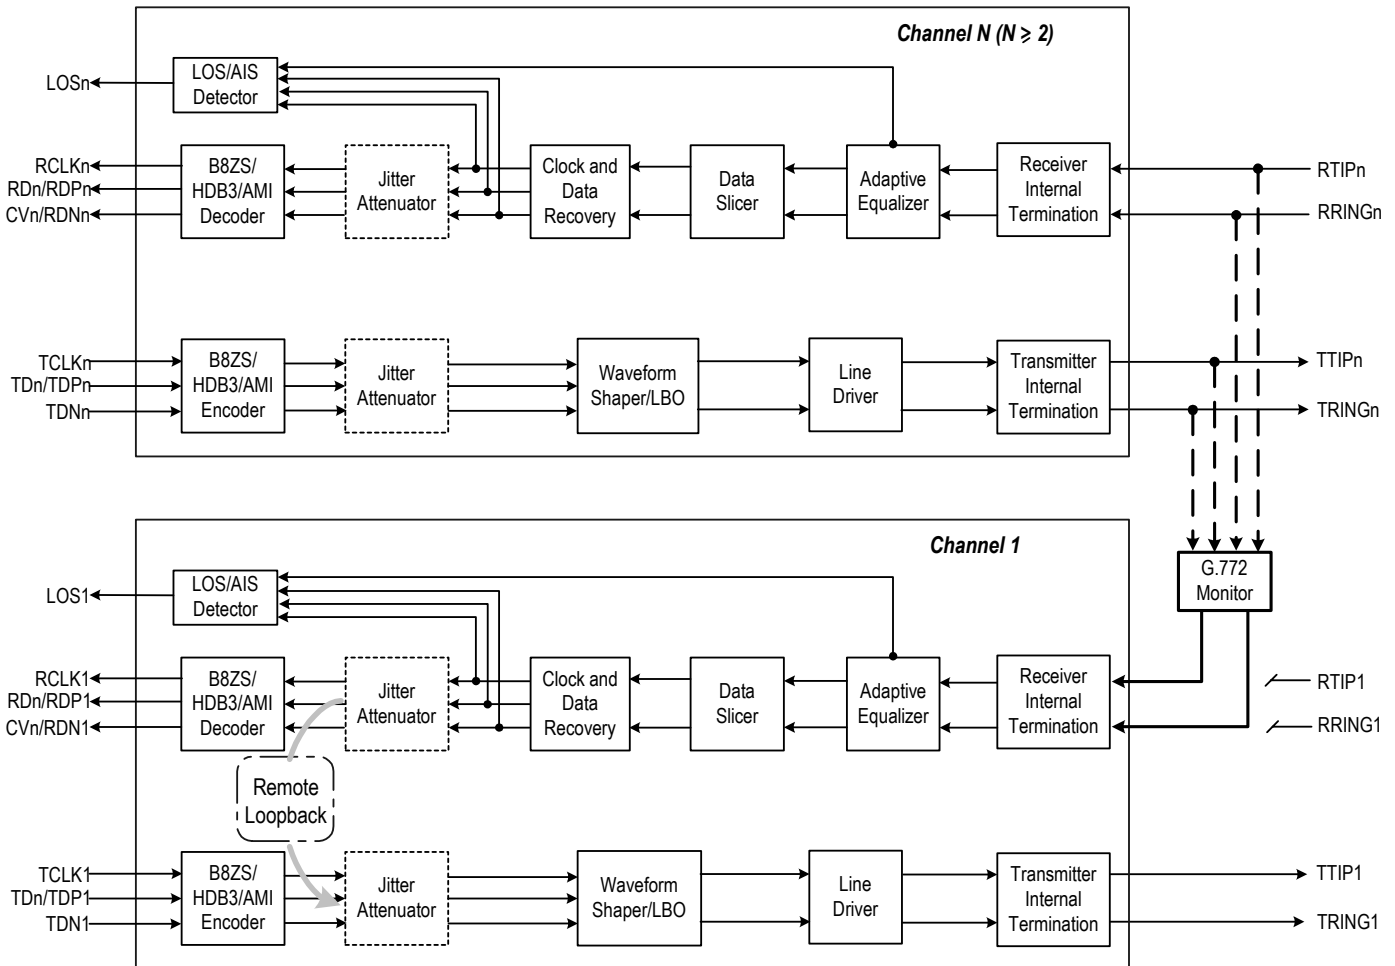 Channel N (N ⩾ 2)
LOSn
LOS/AIS
Detector
RCLKn
RDn/RDPn
CVn/RDNn
B8ZS/
HDB3/AMI
Decoder
Jitter
Attenuator
Clock and
Data
Recovery
Data
Slicer
Adaptive
Equalizer
Receiver
Internal
Termination
RTIPn
RRINGn
TCLKn
TDn/TDPn
TDNn
B8ZS/
HDB3/AMI
Encoder
Jitter
Attenuator
Waveform
Shaper/LBO
Line
Driver
Transmitter
Internal
Termination
TTIPn
TRINGn
G.772
Monitor
Channel 1
LOS1
LOS/AIS
Detector
RCLK1
RDn/RDP1
CVn/RDN1
B8ZS/
HDB3/AMI
Decoder
Jitter
Attenuator
Clock and
Data
Recovery
Data
Slicer
Adaptive
Equalizer
Receiver
Internal
Termination
RTIP1
RRING1
Remote
Loopback
TCLK1
TDn/TDP1
TDN1
B8ZS/
HDB3/AMI
Encoder
Jitter
Attenuator
Waveform
Shaper/LBO
Line
Driver
Transmitter
Internal
Termination
TTIP1
TRING1